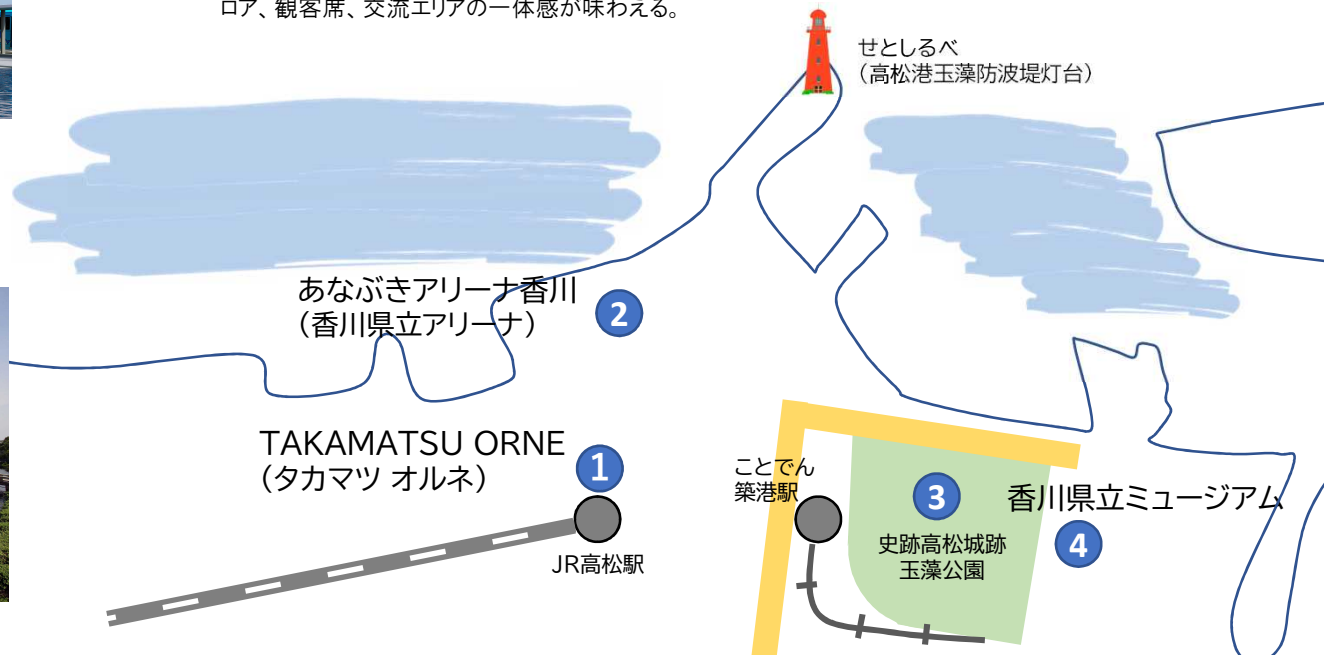 ロア、観客席、交流エリアの一体感が味わえる。
せとしるべ
（高松港玉藻防波堤灯台）
あなぶきアリーナ香川
（香川県立アリーナ）
2
TAKAMATSU ORNE
（タカマツ オルネ）
1
JR高松駅
ことでん
築港駅
3
史跡高松城跡
玉藻公園
香川県立ミュージアム
4